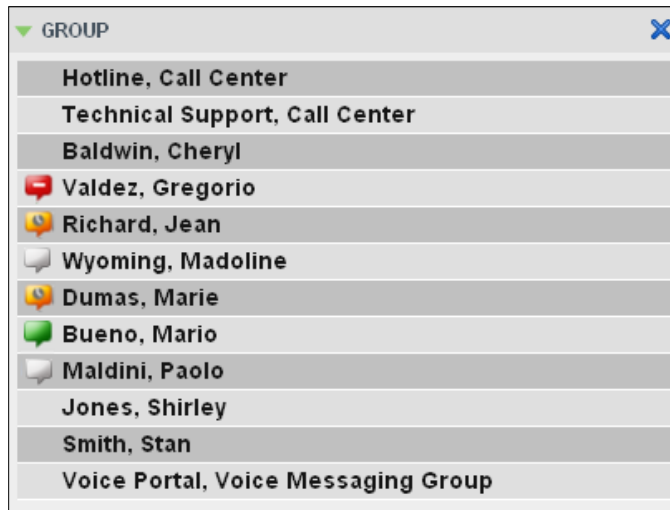 GROUP
Hotline, Call Center
Technical Support, Call Center
Baldwin, Cheryl
Valdez, Gregorio
Richard, Jean
Wyoming, Madoline
Dumas, Marie
Bueno, Mario
Maldini, Paolo
Jones, Shirley
Smith, Stan
Voice Portal, Voice Messaging Group